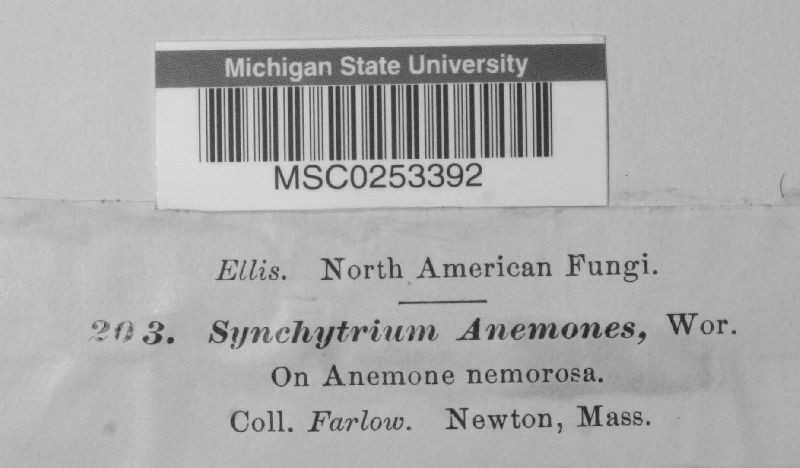 Michigan State University
MSC0253392
Ellis. North American Fungi.
203. Synchytrium Anemones, Wor.
On Anemone nemorosa.
Coll. Farlow. Newton, Mass.